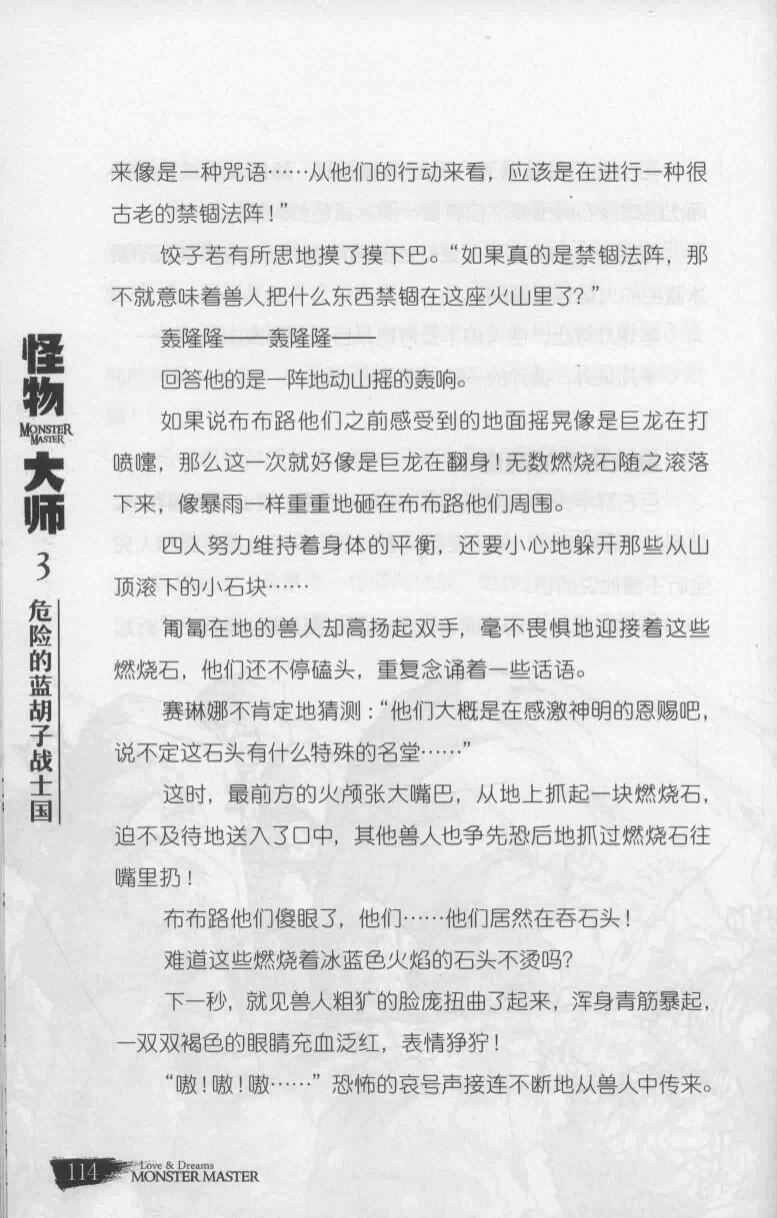 来像是一种咒语……从他们的行动来看，应该是在进行一种很
古老的禁锢法阵！”
饺子若有所思地摸了摸下巴。“如果真的是禁锢法阵，那
不就意味着兽人把什么东西禁锢在这座火山里了？”
轰隆隆——轰隆隆——
回答他的是一阵地动山摇的轰响。
如果说布布路他们之前感受到的地面摇晃像是巨龙在打
喷嚏，那么这一次就好像是巨龙在翻身！无数燃烧石随之滚落
下来，像暴雨一样重重地砸在布布路他们周围。
四人努力维持着身体的平衡，还要小心地躲开那些从山
顶滚下的小石块……
匍匐在地的兽人却高扬起双手，毫不畏惧地迎接着这些
燃烧石，他们还不停磕头，重复念诵着一些话语。
赛琳娜不肯定地猜测：“他们大概是在感激神明的恩赐吧，
说不定这石头有什么特殊的名堂……”
这时，最前方的火颅张大嘴巴，从地上抓起一块燃烧石，
迫不及待地送入了口中，其他兽人也争先恐后地抓过燃烧石往
嘴里扔！
布布路他们傻眼了，他们……他们居然在吞石头！
难道这些燃烧着冰蓝色火焰的石头不烫吗？
下一秒，就见兽人粗犷的脸庞扭曲了起来，浑身青筋暴起，
一双双褐色的眼睛充血泛红，表情狰狞！
“嗷！嗷！嗷……”恐怖的哀号声接连不断地从兽人中传来。
怪物
MONSTER
MASTER
大师
3
危险的蓝胡子战士国
114
Love & Dreams
MONSTER MASTER